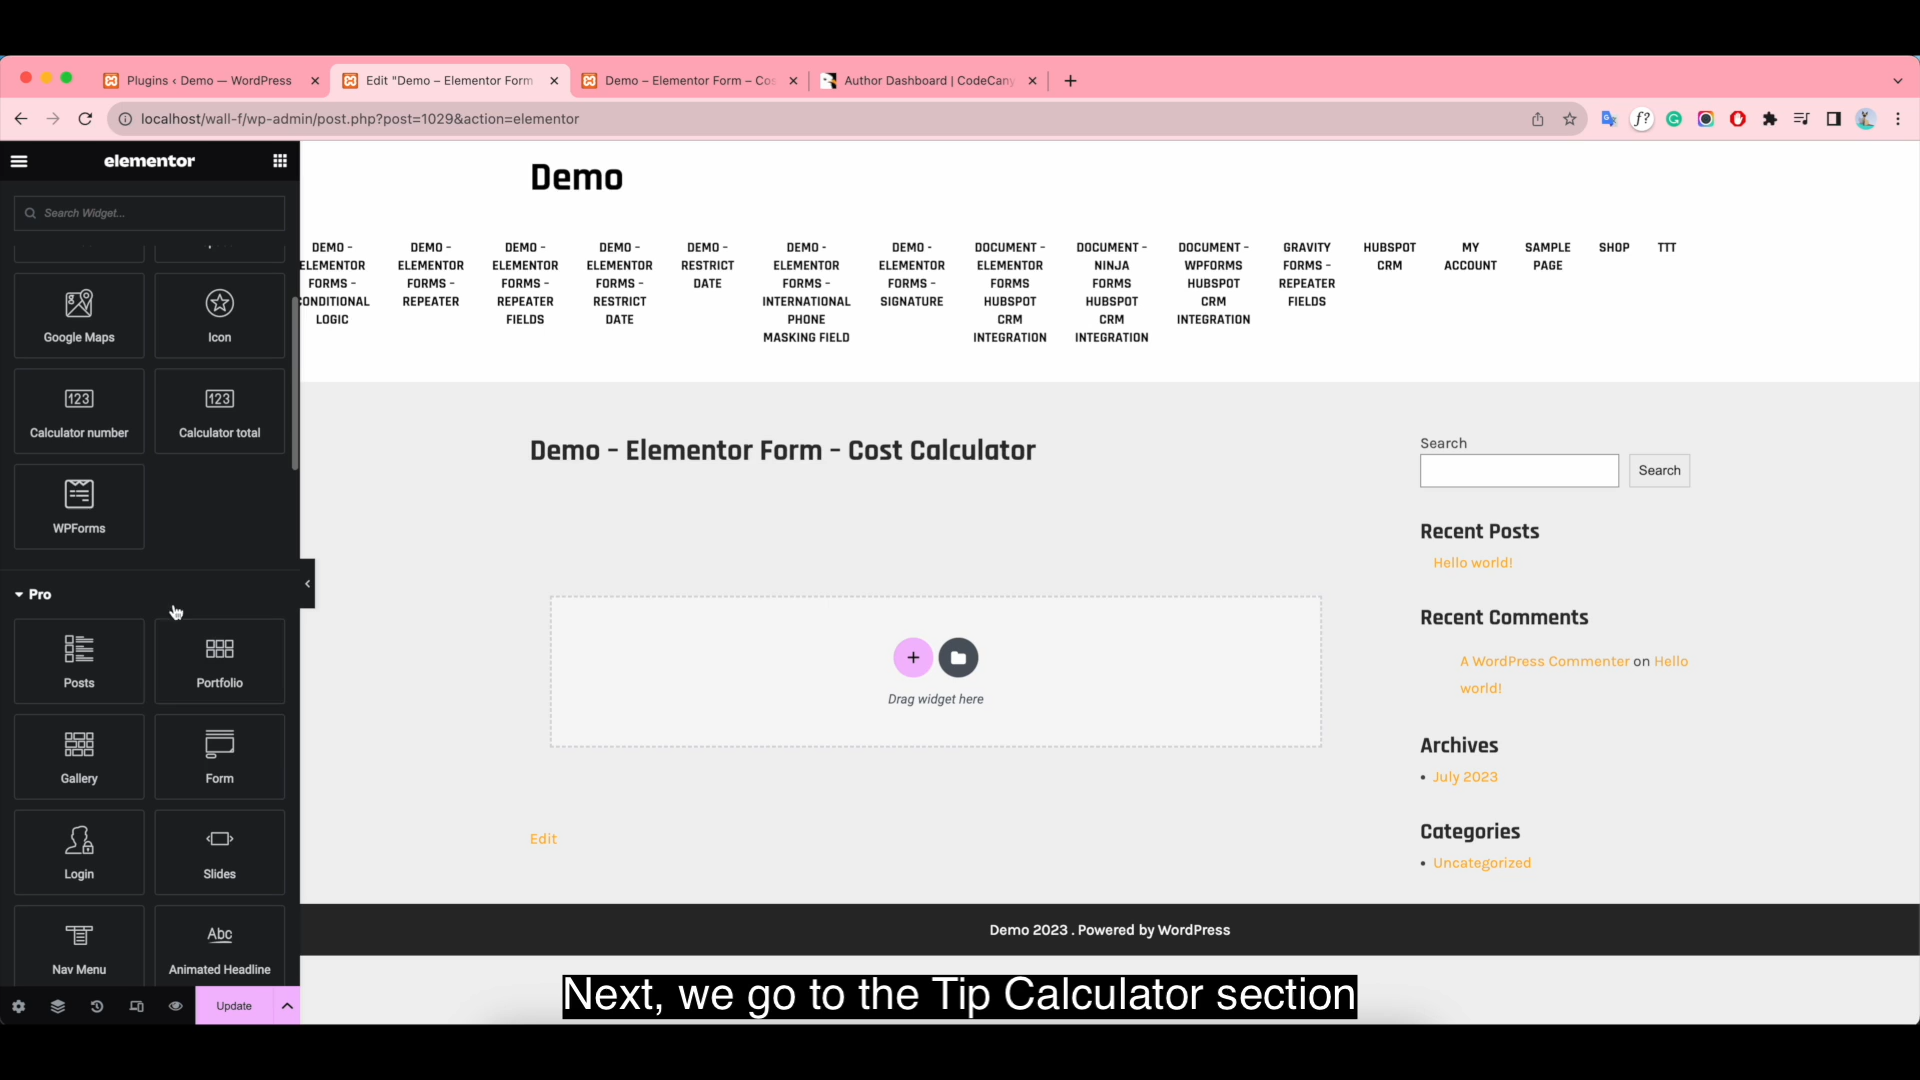 Plugins ‹ Demo — WordPress
Edit "Demo – Elementor Form
Demo – Elementor Form – Cos
Author Dashboard | CodeCany
localhost/wall-f/wp-admin/post.php?post=1029&action=elementor
elementor
Search Widget...
Google Maps
Icon
Calculator number
Calculator total
WPForms
Pro
Posts
Portfolio
Gallery
Form
Login
Slides
Nav Menu
Animated Headline
Update
Demo
DEMO –
ELEMENTOR
FORMS –
CONDITIONAL
LOGIC
DEMO –
ELEMENTOR
FORMS –
REPEATER
DEMO –
ELEMENTOR
FORMS –
REPEATER
FIELDS
DEMO –
ELEMENTOR
FORMS –
RESTRICT
DATE
DEMO –
RESTRICT
DATE
DEMO -
ELEMENTOR
FORMS –
INTERNATIONAL
PHONE
MASKING FIELD
DEMO -
ELEMENTOR
FORMS –
SIGNATURE
DOCUMENT –
ELEMENTOR
FORMS
HUBSPOT
CRM
INTEGRATION
DOCUMENT –
NINJA
FORMS
HUBSPOT
CRM
INTEGRATION
DOCUMENT –
WPFORMS
HUBSPOT
CRM
INTEGRATION
GRAVITY
FORMS –
REPEATER
FIELDS
HUBSPOT
CRM
MY
ACCOUNT
SAMPLE
PAGE
SHOP
TTT
Demo – Elementor Form – Cost Calculator
Drag widget here
Edit
Search
Search
Recent Posts
Hello world!
Recent Comments
A WordPress Commenter on Hello
world!
Archives
• July 2023
Categories
• Uncategorized
Demo 2023 . Powered by WordPress
Next, we go to the Tip Calculator section